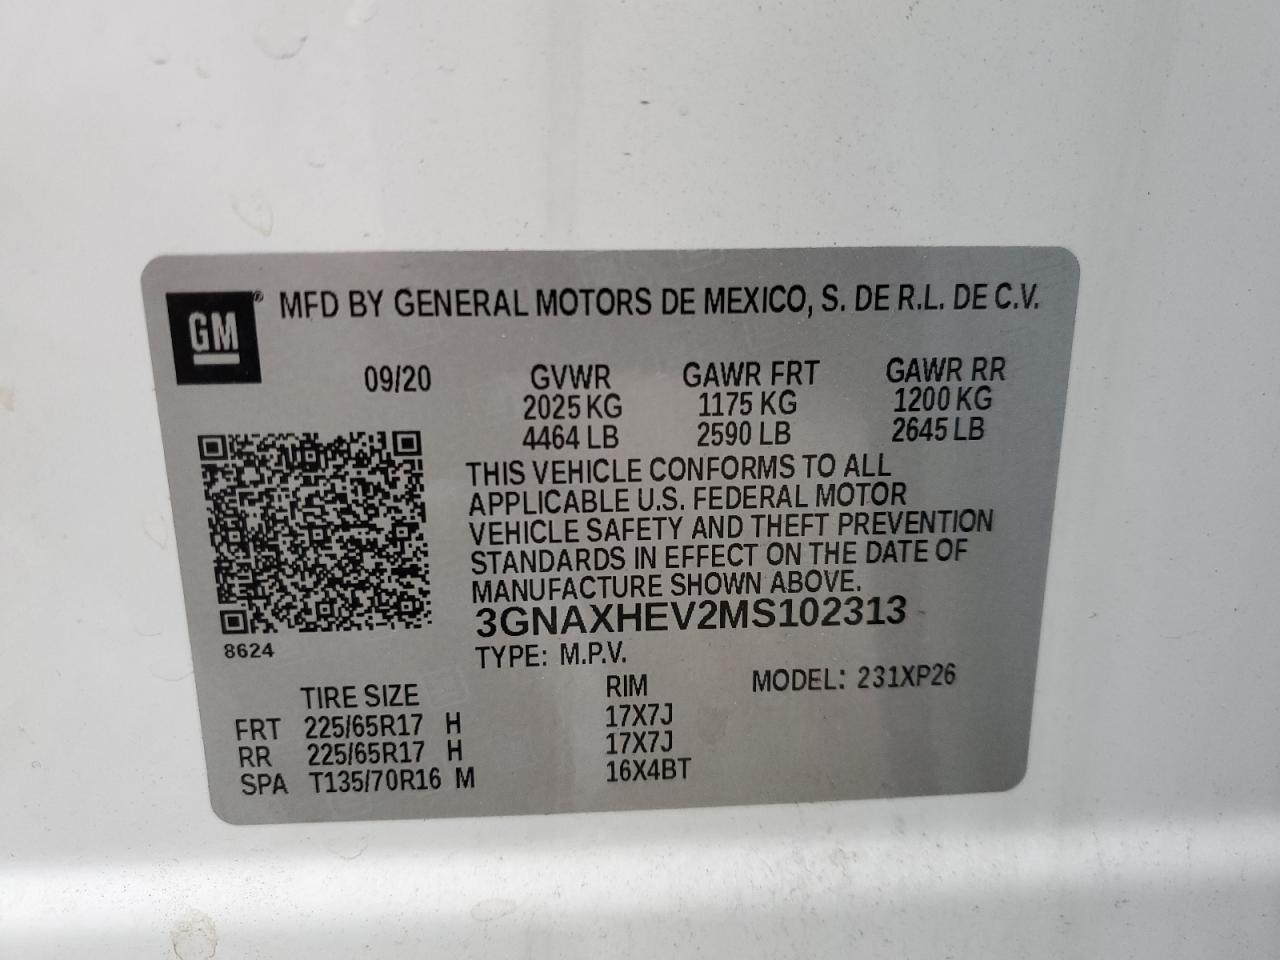 GM ® MFD BY GENERAL MOTORS DE MEXICO, S. DE R.L. DE C.V.
09/20 GVWR GAWR FRT GAWR RR
2025 KG 1175 KG 1200 KG
4464 LB 2590 LB 2645 LB
THIS VEHICLE CONFORMS TO ALL
APPLICABLE U.S. FEDERAL MOTOR
VEHICLE SAFETY AND THEFT PREVENTION
STANDARDS IN EFFECT ON THE DATE OF
MANUFACTURE SHOWN ABOVE.
3GNAXHEV2MS102313
8624
TYPE: M.P.V.
TIRE SIZE RIM MODEL: 231XP26
FRT 225/65R17 H 17X7J
RR 225/65R17 H 17X7J
SPA T135/70R16 M 16X4BT